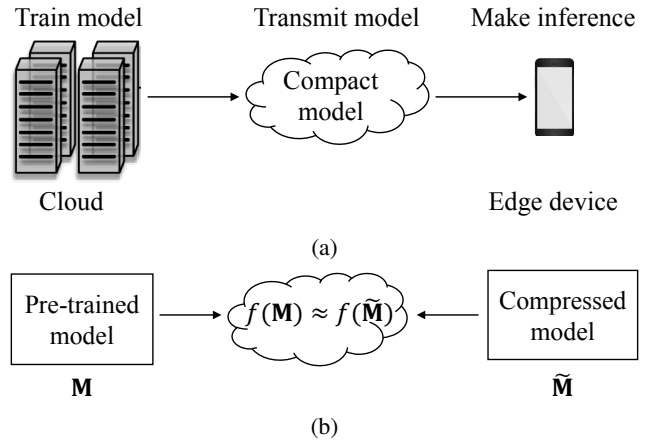 Train model Transmit model Make inference
Compact
model
Cloud Edge device
(a)
Pre-trained
model
f(𝐌) ≈ f(𝐌̃)
Compressed
model
𝐌 𝐌̃
(b)